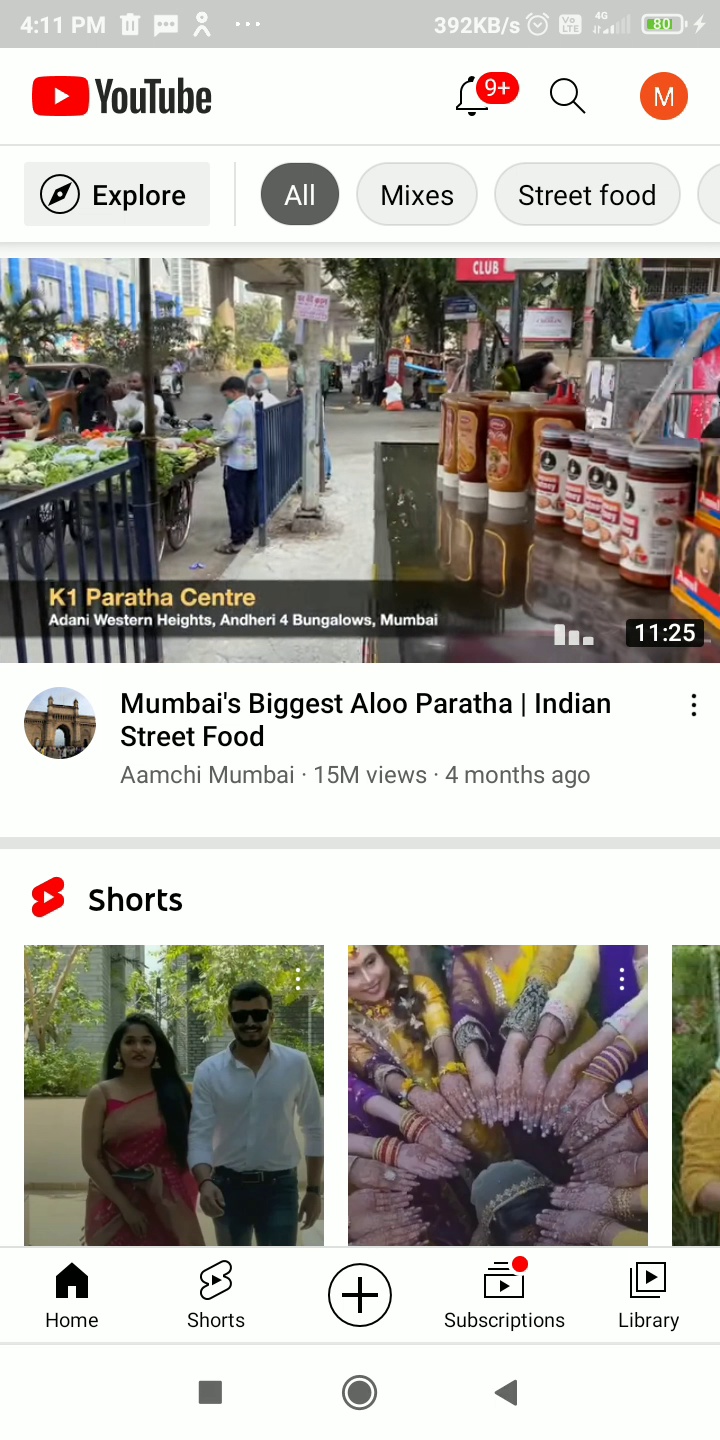 4:11 PM 392KB/s Vo LTE 4G 80
YouTube 9+ M
Explore All Mixes Street food
CLUB
K1 Paratha Centre
Adani Western Heights, Andheri 4 Bungalows, Mumbai
11:25
Mumbai's Biggest Aloo Paratha | Indian
Street Food
Aamchi Mumbai · 15M views · 4 months ago
Shorts
Home Shorts Subscriptions Library